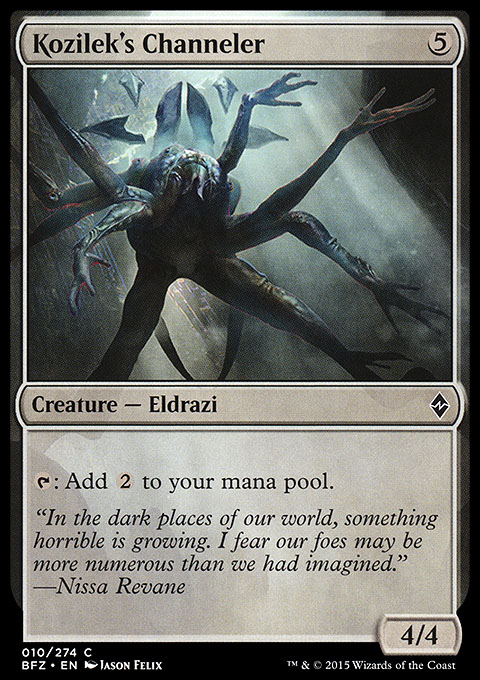 Kozilek's Channeler 5
Creature — Eldrazi
: Add 2 to your mana pool.
“In the dark places of our world, something
horrible is growing. I fear our foes may be
more numerous than we had imagined.”
—Nissa Revane
4/4
010/274 C
BFZ • EN Jason Felix
™ & © 2015 Wizards of the Coast